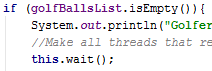 if (golfBallsList.isEmpty()){
System.out.println("Golfer
//Make all threads that re
this.wait();